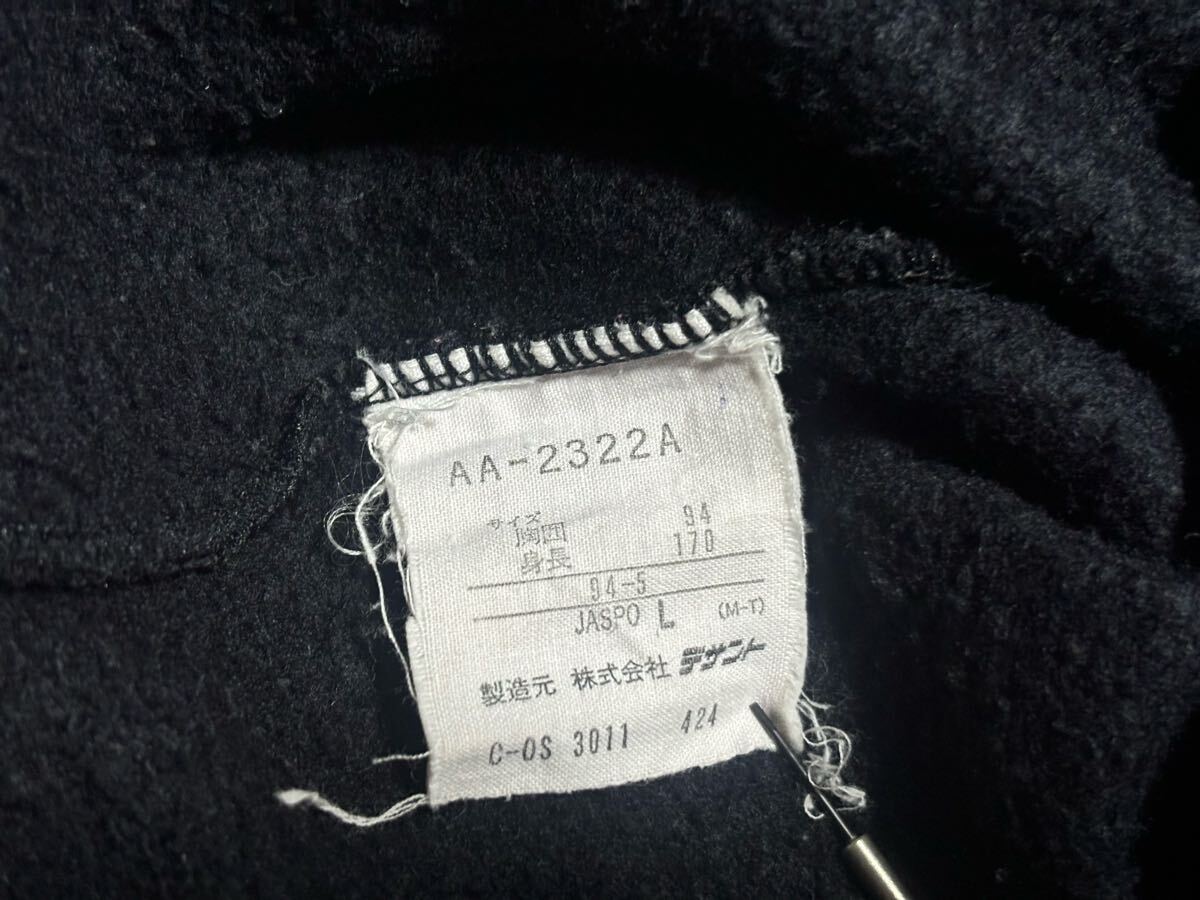 AA-2322A
サイズ
胸囲 94
身長 170
94-5
JASPO L (M-T)
製造元 株式会社 デサント
C-OS 3011 424